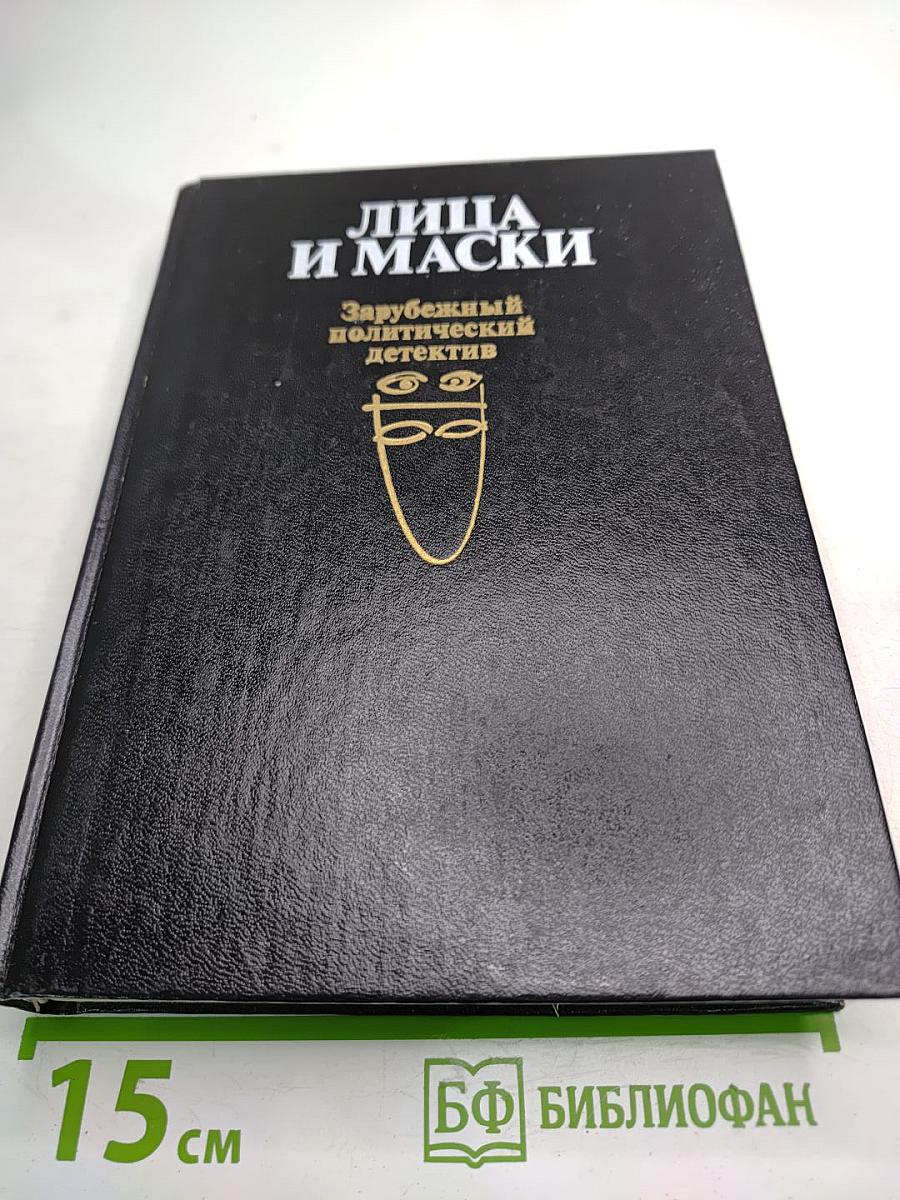 ЛИЦА
И МАСКИ
Зарубежный
политический
детектив
15 см
БФ БИБЛИОФАН